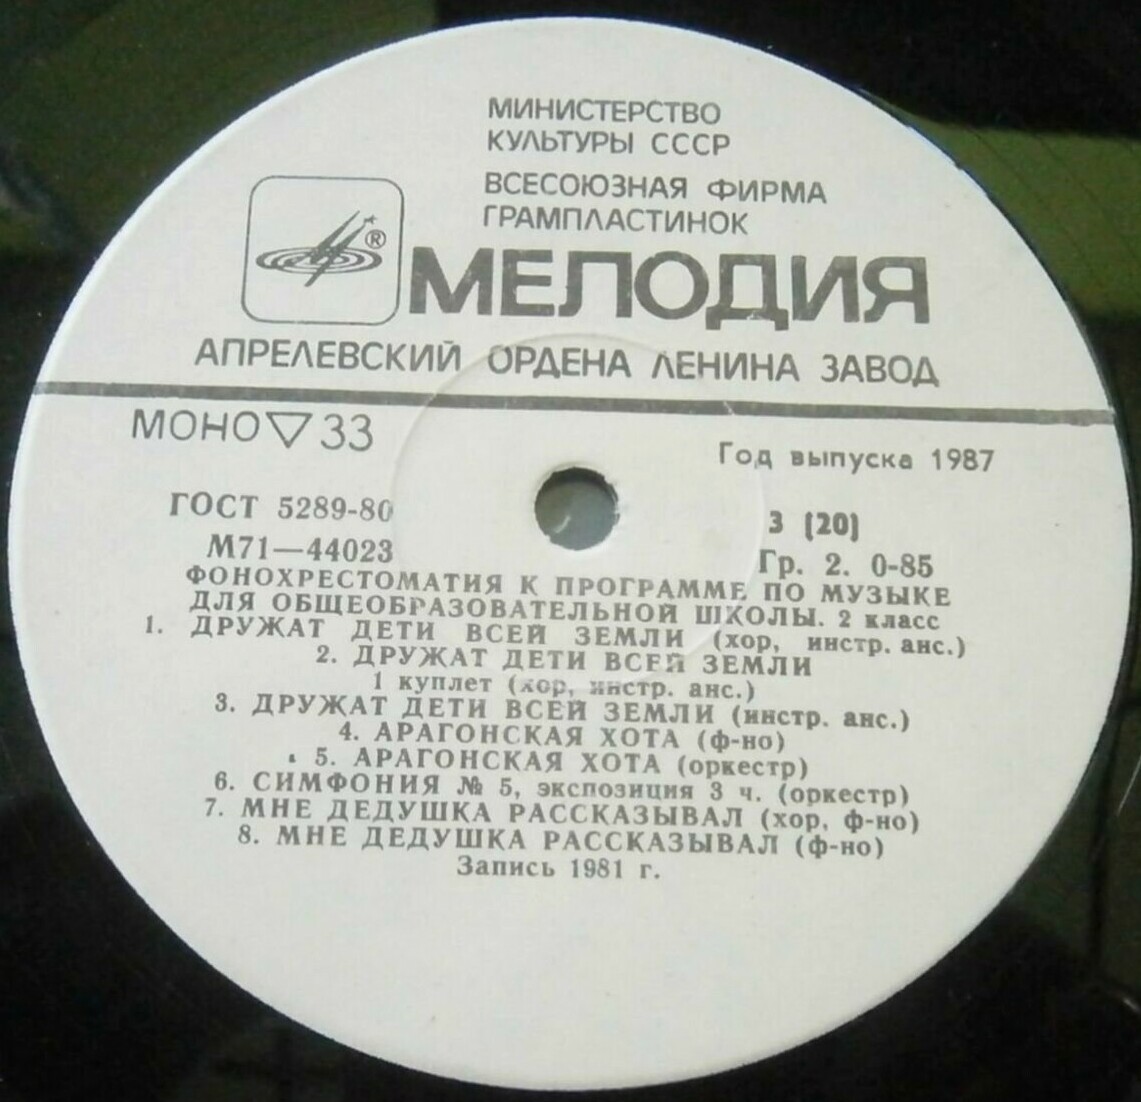 МИНИСТЕРСТВО
КУЛЬТУРЫ СССР
ВСЕСОЮЗНАЯ ФИРМА
ГРАМПЛАСТИНОК
®
МЕЛОДИЯ
АПРЕЛЕВСКИЙ ОРДЕНА ЛЕНИНА ЗАВОД
МОНО ▽ 33
Год выпуска 1987
ГОСТ 5289-80
3 (20)
М71—44023
Гр. 2. 0-85
ФОНОХРЕСТОМАТИЯ К ПРОГРАММЕ ПО МУЗЫКЕ
ДЛЯ ОБЩЕОБРАЗОВАТЕЛЬНОЙ ШКОЛЫ. 2 класс
1. ДРУЖАТ ДЕТИ ВСЕЙ ЗЕМЛИ (хор, инстр. анс.)
2. ДРУЖАТ ДЕТИ ВСЕЙ ЗЕМЛИ
1 куплет (хор, инстр. анс.)
3. ДРУЖАТ ДЕТИ ВСЕЙ ЗЕМЛИ (инстр. анс.)
4. АРАГОНСКАЯ ХОТА (ф-но)
5. АРАГОНСКАЯ ХОТА (оркестр)
6. СИМФОНИЯ № 5, экспозиция 3 ч. (оркестр)
7. МНЕ ДЕДУШКА РАССКАЗЫВАЛ (хор, ф-но)
8. МНЕ ДЕДУШКА РАССКАЗЫВАЛ (ф-но)
Запись 1981 г.